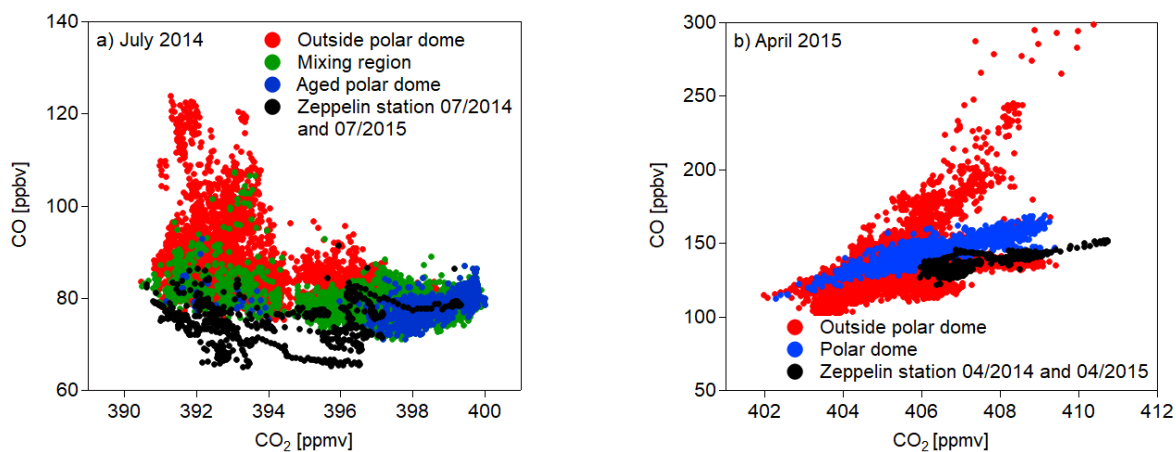 a) July 2014
Outside polar dome
Mixing region
Aged polar dome
Zeppelin station 07/2014
and 07/2015
140
120
100
80
60
CO [ppbv]
390
392
394
396
398
400
CO2 [ppmv]
b) April 2015
300
250
200
150
100
50
CO [ppbv]
Outside polar dome
Polar dome
Zeppelin station 04/2014 and 04/2015
402
404
406
408
410
412
CO2 [ppmv]